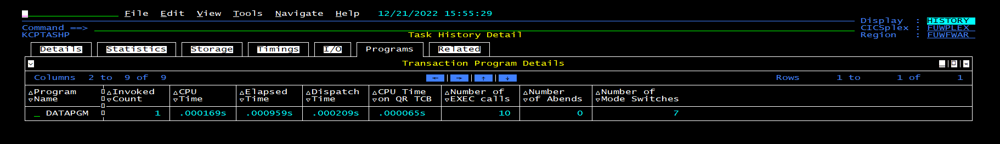 File Edit View Tools Navigate Help 12/21/2022 15:55:29
Display : HISTORY
Command ==>
CICSplex : FUWPLEX
KCPTASHP Task History Detail Region : FUWFWAR
Details Statistics Storage Timings I/O Programs Related
Transaction Program Details
Columns 2 to 9 of 9 ← → ↑ ↓ Rows 1 to 1 of 1
△Program △Invoked △CPU △Elapsed △Dispatch △CPU Time △Number of △Number △Number of
▽Name ▽Count ▽Time ▽Time ▽Time ▽on QR TCB ▽EXEC calls ▽of Abends ▽Mode Switches
_ DATAPGM 1 .000169s .000959s .000209s .000065s 10 0 7